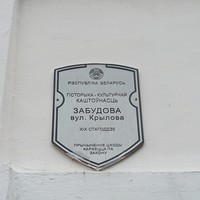 РЭСПУБЛІКА БЕЛАРУСЬ
ГІСТОРЫКА - КУЛЬТУРНАЯ
КАШТОЎНАСЦЬ
ЗАБУДОВА
вул. Крылова
XIX СТАГОДДЗЕ
ПРЫЧЫНЕННЕ ШКОДЫ
КАРАЕЦЦА ПА
ЗАКОНУ